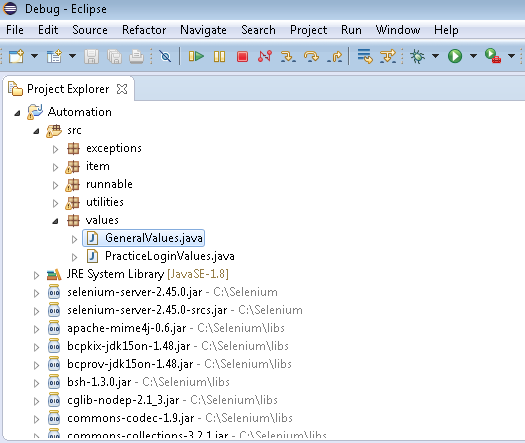 Debug - Eclipse
File Edit Source Refactor Navigate Search Project Run Window Help
Project Explorer
Automation
src
exceptions
item
runnable
utilities
values
GeneralValues.java
PracticeLoginValues.java
JRE System Library [JavaSE-1.8]
selenium-server-2.45.0.jar - C:\Selenium
selenium-server-2.45.0-srcs.jar - C:\Selenium
apache-mime4j-0.6.jar - C:\Selenium\libs
bcpkix-jdk15on-1.48.jar - C:\Selenium\libs
bcprov-jdk15on-1.48.jar - C:\Selenium\libs
bsh-1.3.0.jar - C:\Selenium\libs
cglib-nodep-2.1_3.jar - C:\Selenium\libs
commons-codec-1.9.jar - C:\Selenium\libs
commons-collections-3.2.1.jar - C:\Selenium\libs